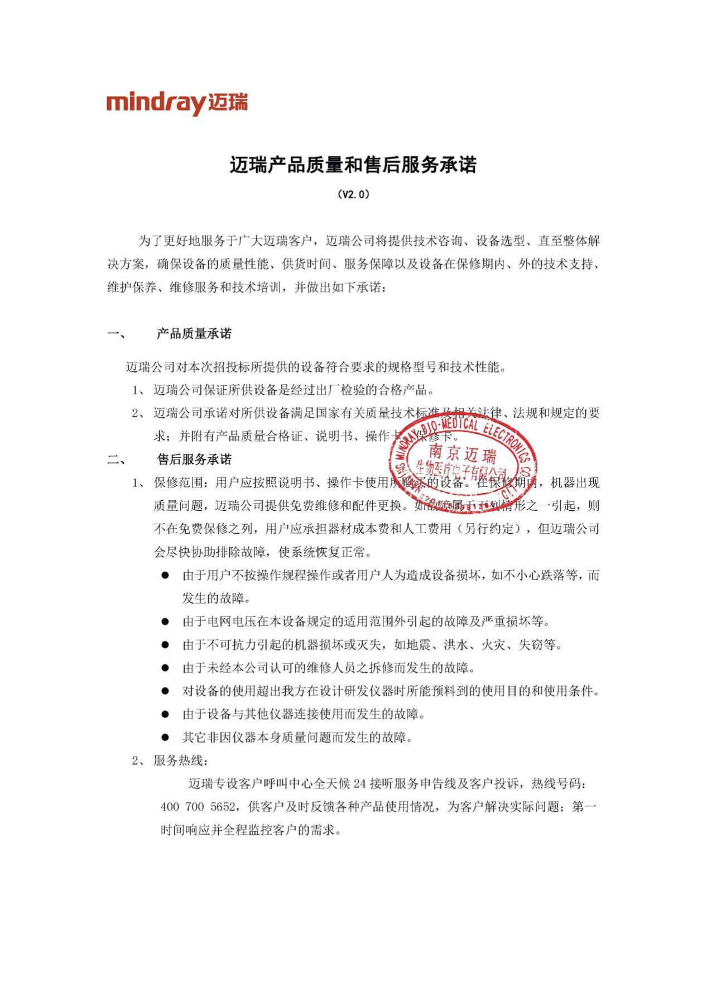 mindray迈瑞
迈瑞产品质量和售后服务承诺
（V2.0）
为了更好地服务于广大迈瑞客户，迈瑞公司将提供技术咨询、设备选型、直至整体解
决方案，确保设备的质量性能、供货时间、服务保障以及设备在保修期内、外的技术支持、
维护保养、维修服务和技术培训，并做出如下承诺：
一、 产品质量承诺
迈瑞公司对本次招投标所提供的设备符合要求的规格型号和技术性能。
1、 迈瑞公司保证所供设备是经过出厂检验的合格产品。
2、 迈瑞公司承诺对所供设备满足国家有关质量技术标准及相关法律、法规和规定的要
求；并附有产品质量合格证、说明书、操作卡、保修卡。
NANJING MINDRAY BIO-MEDICAL ELECTRONICS CO.,LTD
南京迈瑞
生物医疗电子有限公司
二、 售后服务承诺
1、 保修范围：用户应按照说明书、操作卡使用所购买的设备。在保修期内，机器出现
质量问题，迈瑞公司提供免费维修和配件更换。如故障属于下列情形之一引起，则
不在免费保修之列，用户应承担器材成本费和人工费用（另行约定），但迈瑞公司
会尽快协助排除故障，使系统恢复正常。
● 由于用户不按操作规程操作或者用户人为造成设备损坏，如不小心跌落等，而
发生的故障。
● 由于电网电压在本设备规定的适用范围外引起的故障及严重损坏等。
● 由于不可抗力引起的机器损坏或灭失，如地震、洪水、火灾、失窃等。
● 由于未经本公司认可的维修人员之拆修而发生的故障。
● 对设备的使用超出我方在设计研发仪器时所能预料到的使用目的和使用条件。
● 由于设备与其他仪器连接使用而发生的故障。
● 其它非因仪器本身质量问题而发生的故障。
2、 服务热线：
迈瑞专设客户呼叫中心全天候 24 接听服务申告线及客户投诉，热线号码：
400 700 5652，供客户及时反馈各种产品使用情况，为客户解决实际问题；第一
时间响应并全程监控客户的需求。